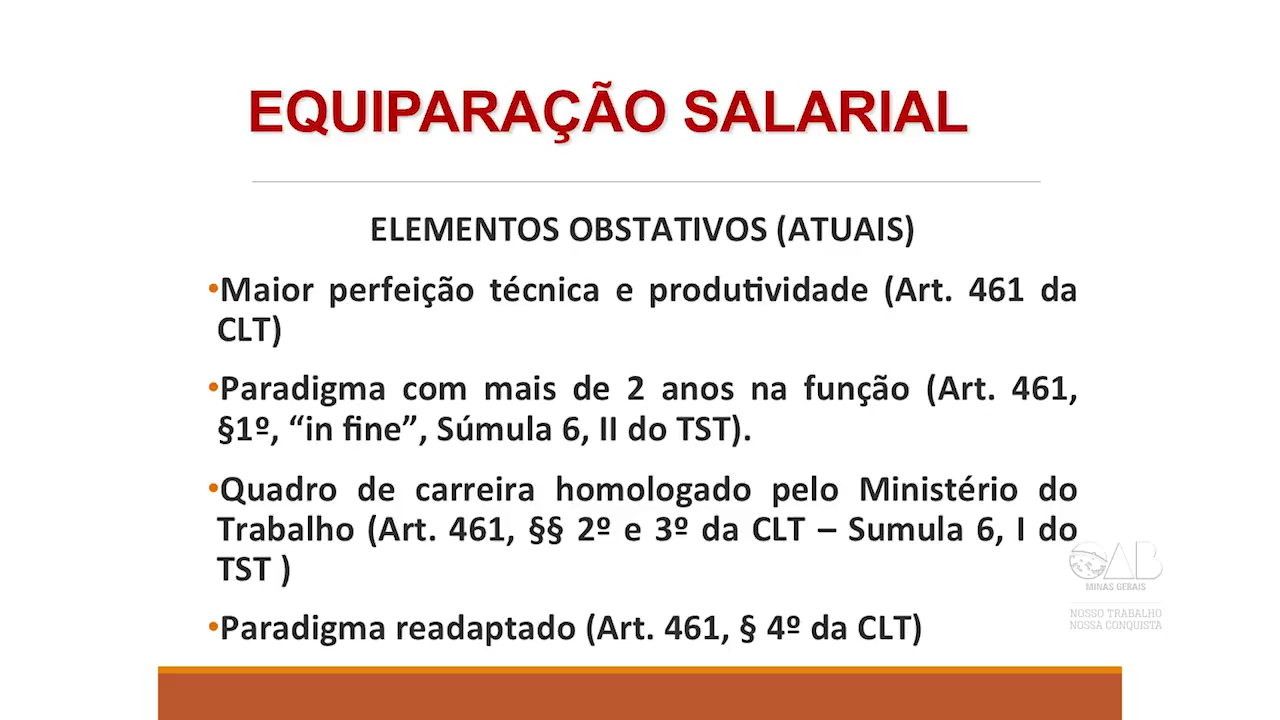 EQUIPARAÇÃO SALARIAL
ELEMENTOS OBSTATIVOS (ATUAIS)
•Maior perfeição técnica e produtividade (Art. 461 da
CLT)
•Paradigma com mais de 2 anos na função (Art. 461,
§1º, “in fine”, Súmula 6, II do TST).
•Quadro de carreira homologado pelo Ministério do
Trabalho (Art. 461, §§ 2º e 3º da CLT – Sumula 6, I do
TST )
•Paradigma readaptado (Art. 461, § 4º da CLT)
OAB
MINAS GERAIS
NOSSO TRABALHO
NOSSA CONQUISTA